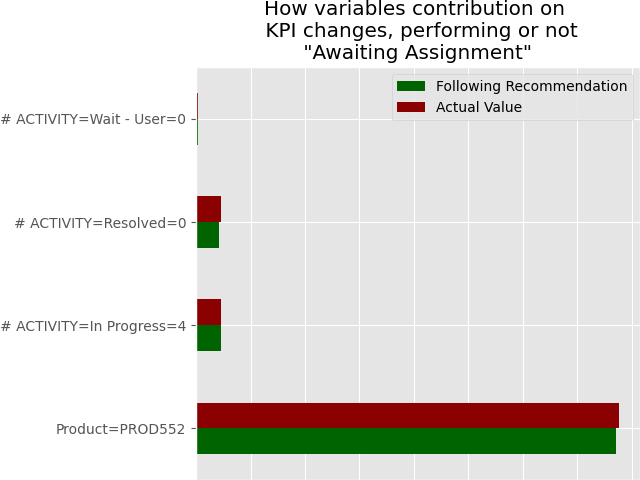 How variables contribution on
KPI changes, performing or not
"Awaiting Assignment"
Following Recommendation
Actual Value
# ACTIVITY=Wait - User=0
# ACTIVITY=Resolved=0
# ACTIVITY=In Progress=4
Product=PROD552